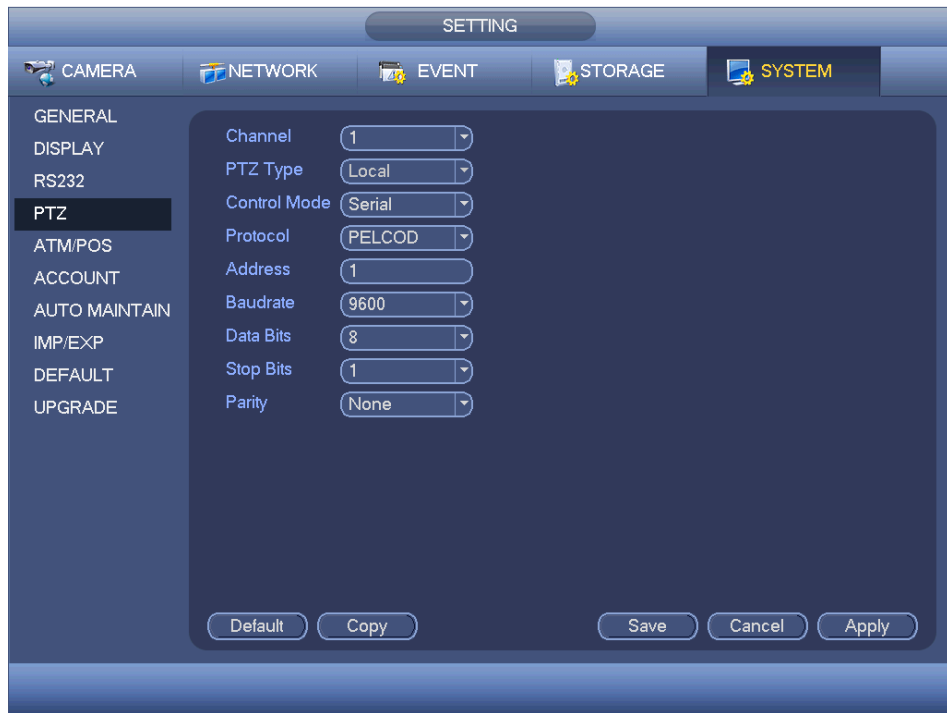 SETTING
CAMERA NETWORK EVENT STORAGE SYSTEM
GENERAL
DISPLAY
RS232
PTZ
ATM/POS
ACCOUNT
AUTO MAINTAIN
IMP/EXP
DEFAULT
UPGRADE
Channel 1
PTZ Type Local
Control Mode Serial
Protocol PELCOD
Address 1
Baudrate 9600
Data Bits 8
Stop Bits 1
Parity None
Default Copy Save Cancel Apply